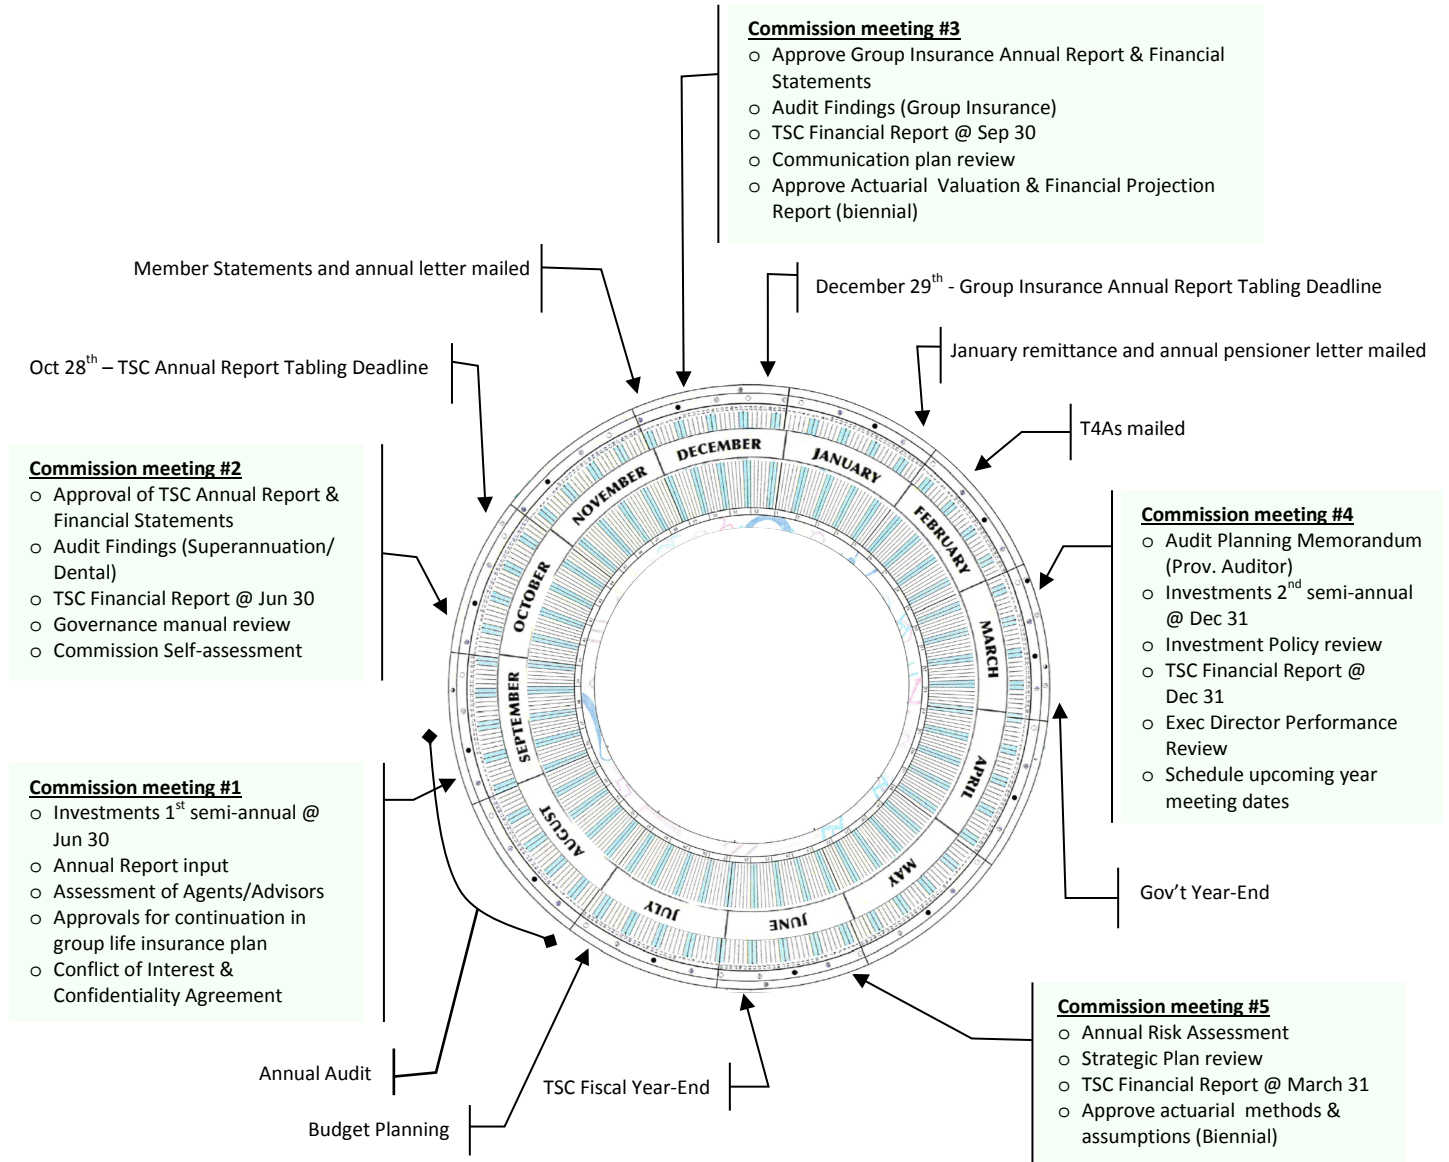 Commission meeting #3
o Approve Group Insurance Annual Report & Financial
Statements
o Audit Findings (Group Insurance)
o TSC Financial Report @ Sep 30
o Communication plan review
o Approve Actuarial Valuation & Financial Projection
Report (biennial)
Member Statements and annual letter mailed
December 29th - Group Insurance Annual Report Tabling Deadline
Oct 28th – TSC Annual Report Tabling Deadline
January remittance and annual pensioner letter mailed
T4As mailed
Commission meeting #2
o Approval of TSC Annual Report &
Financial Statements
o Audit Findings (Superannuation/
Dental)
o TSC Financial Report @ Jun 30
o Governance manual review
o Commission Self-assessment
Commission meeting #4
o Audit Planning Memorandum
(Prov. Auditor)
o Investments 2nd semi-annual
@ Dec 31
o Investment Policy review
o TSC Financial Report @
Dec 31
o Exec Director Performance
Review
o Schedule upcoming year
meeting dates
DECEMBER
JANUARY
FEBRUARY
MARCH
APRIL
MAY
JUNE
JULY
AUGUST
SEPTEMBER
OCTOBER
NOVEMBER
Commission meeting #1
o Investments 1st semi-annual @
Jun 30
o Annual Report input
o Assessment of Agents/Advisors
o Approvals for continuation in
group life insurance plan
o Conflict of Interest &
Confidentiality Agreement
Gov’t Year-End
Commission meeting #5
o Annual Risk Assessment
o Strategic Plan review
o TSC Financial Report @ March 31
o Approve actuarial methods &
assumptions (Biennial)
Annual Audit
TSC Fiscal Year-End
Budget Planning